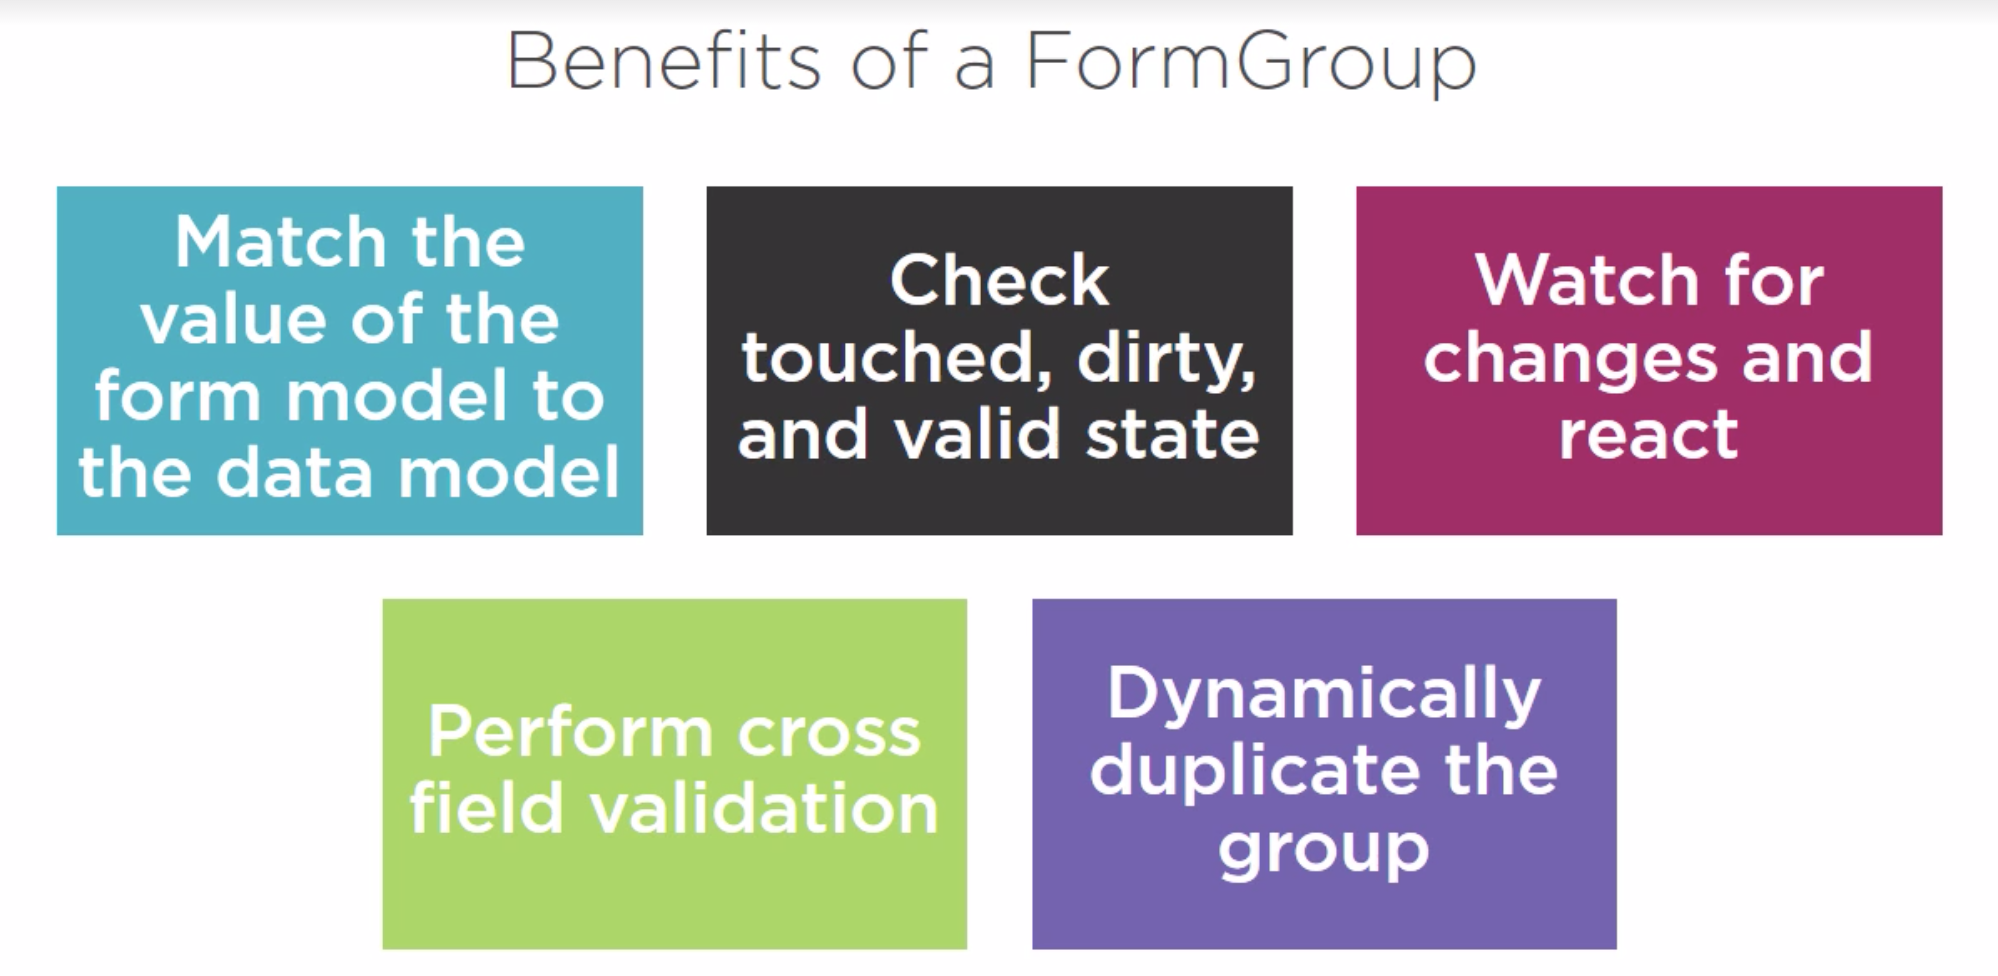 Benefits of a FormGroup
Match the
value of the
form model to
the data model
Check
touched, dirty,
and valid state
Watch for
changes and
react
Perform cross
field validation
Dynamically
duplicate the
group